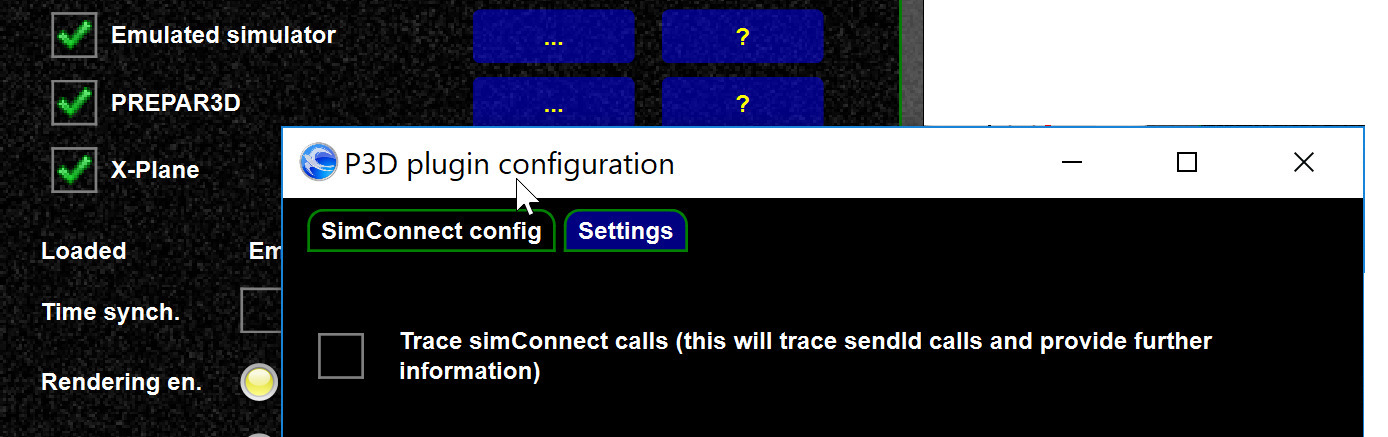 Emulated simulator
...
?
PREPAR3D
...
?
X-Plane
P3D plugin configuration
SimConnect config
Settings
Loaded
Em
Time synch.
Trace simConnect calls (this will trace sendId calls and provide further
information)
Rendering en.